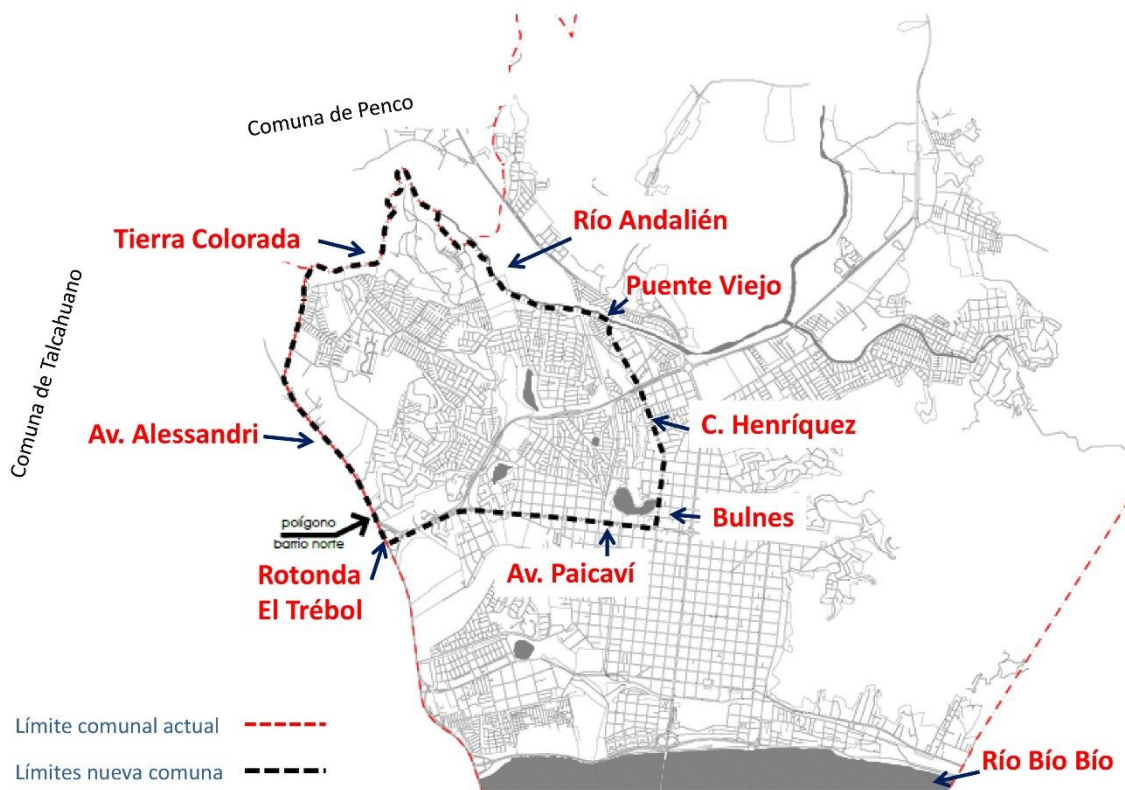 Comuna de Penco
Río Andalién
Tierra Colorada
Puente Viejo
Comuna de Talcahuano
C. Henríquez
Av. Alessandri
Bulnes
polígono
barrio norte
Rotonda
El Trébol
Av. Paicaví
Límite comunal actual
Límites nueva comuna
Río Bío Bío